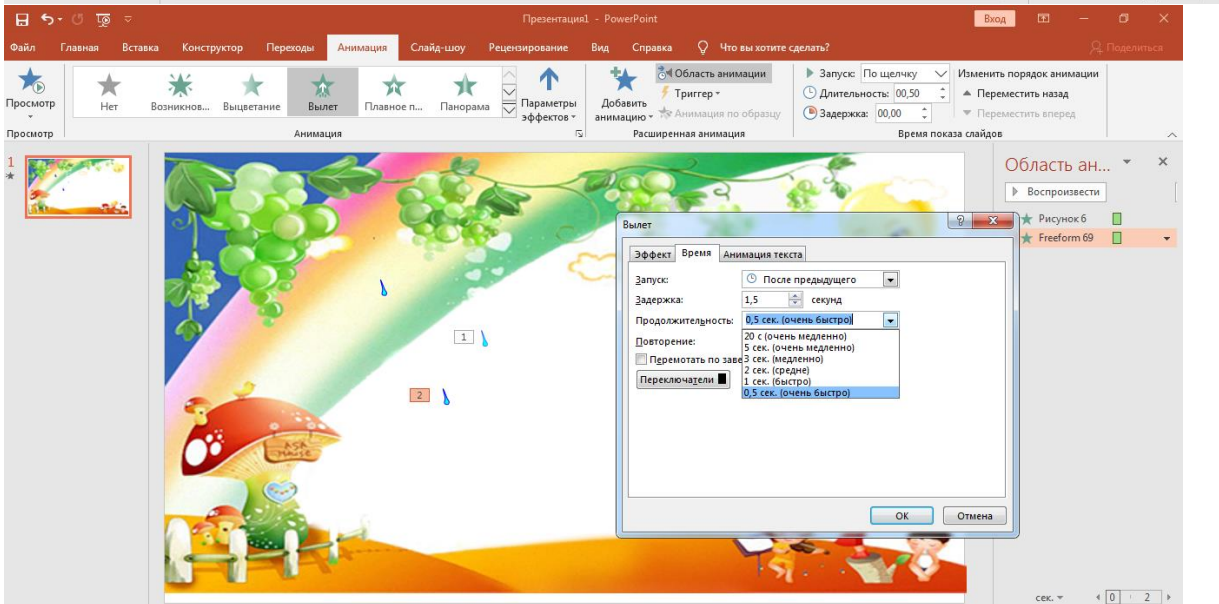 Презентация1 - PowerPoint
Вход
Файл Главная Вставка Конструктор Переходы Анимация Слайд-шоу Рецензирование Вид Справка Что вы хотите сделать? Поделиться
Просмотр
Нет Возникнов... Выцветание Вылет Плавное п... Панорама
Параметры эффектов
Добавить анимацию
Область анимации
Триггер
Анимация по образцу
Запуск: По щелчку
Длительность: 00,50
Задержка: 00,00
Изменить порядок анимации
Переместить назад
Переместить вперед
Просмотр Анимация Расширенная анимация Время показа слайдов
1
1
2
ASA
House
Область ан...
Воспроизвести
Рисунок 6
Freeform 69
Вылет
Эффект Время Анимация текста
Запуск: После предыдущего
Задержка: 1,5 секунд
Продолжительность: 0,5 сек. (очень быстро)
Повторение:
Перемотать по заве
Переключатели
20 с (очень медленно)
5 сек. (очень медленно)
3 сек. (медленно)
2 сек. (средне)
1 сек. (быстро)
0,5 сек. (очень быстро)
ОК Отмена
сек. 0 2